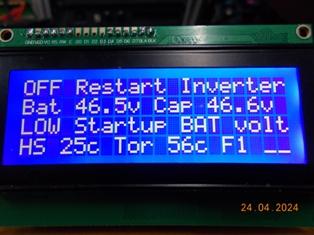 OFF Restart Inverter
Bat 46.5v Cap 46.6v
LOW Startup BAT volt
HS 25c Tor 56c F1 __
24.04.2024